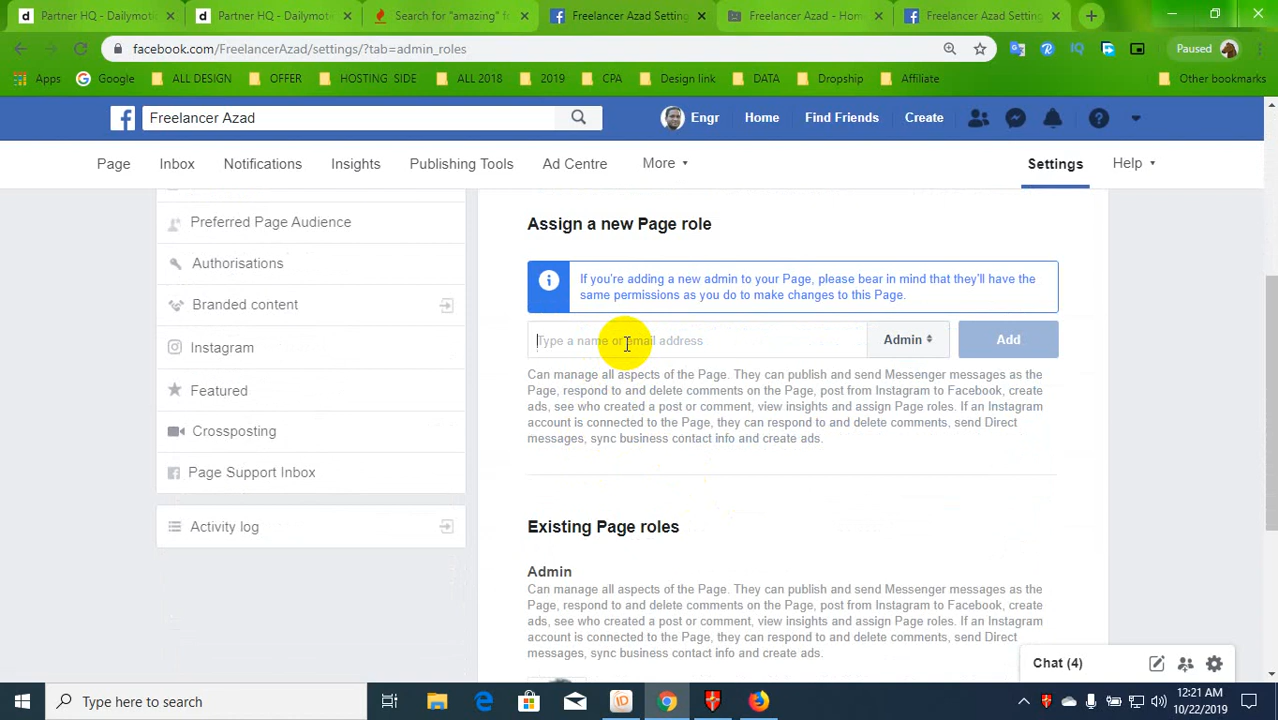 Partner HQ - Dailymoti
Partner HQ - Dailymoti
Search for "amazing" fr
Freelancer Azad Setting
Freelancer Azad - Hom
Freelancer Azad Setting
facebook.com/FreelancerAzad/settings/?tab=admin_roles
Paused
Apps
Google
ALL DESIGN
OFFER
HOSTING SIDE
ALL 2018
2019
CPA
Design link
DATA
Dropship
Affiliate
Other bookmarks
Freelancer Azad
Engr
Home
Find Friends
Create
Page
Inbox
Notifications
Insights
Publishing Tools
Ad Centre
More
Settings
Help
Preferred Page Audience
Authorisations
Branded content
Instagram
Featured
Crossposting
Page Support Inbox
Activity log
Assign a new Page role
If you're adding a new admin to your Page, please bear in mind that they'll have the
same permissions as you do to make changes to this Page.
Type a name or email address
Admin
Add
Can manage all aspects of the Page. They can publish and send Messenger messages as the
Page, respond to and delete comments on the Page, post from Instagram to Facebook, create
ads, see who created a post or comment, view insights and assign Page roles. If an Instagram
account is connected to the Page, they can respond to and delete comments, send Direct
messages, sync business contact info and create ads.
Existing Page roles
Admin
Can manage all aspects of the Page. They can publish and send Messenger messages as the
Page, respond to and delete comments on the Page, post from Instagram to Facebook, create
ads, see who created a post or comment, view insights and assign Page roles. If an Instagram
account is connected to the Page, they can respond to and delete comments, send Direct
messages, sync business contact info and create ads.
Chat (4)
Type here to search
12:21 AM
10/22/2019